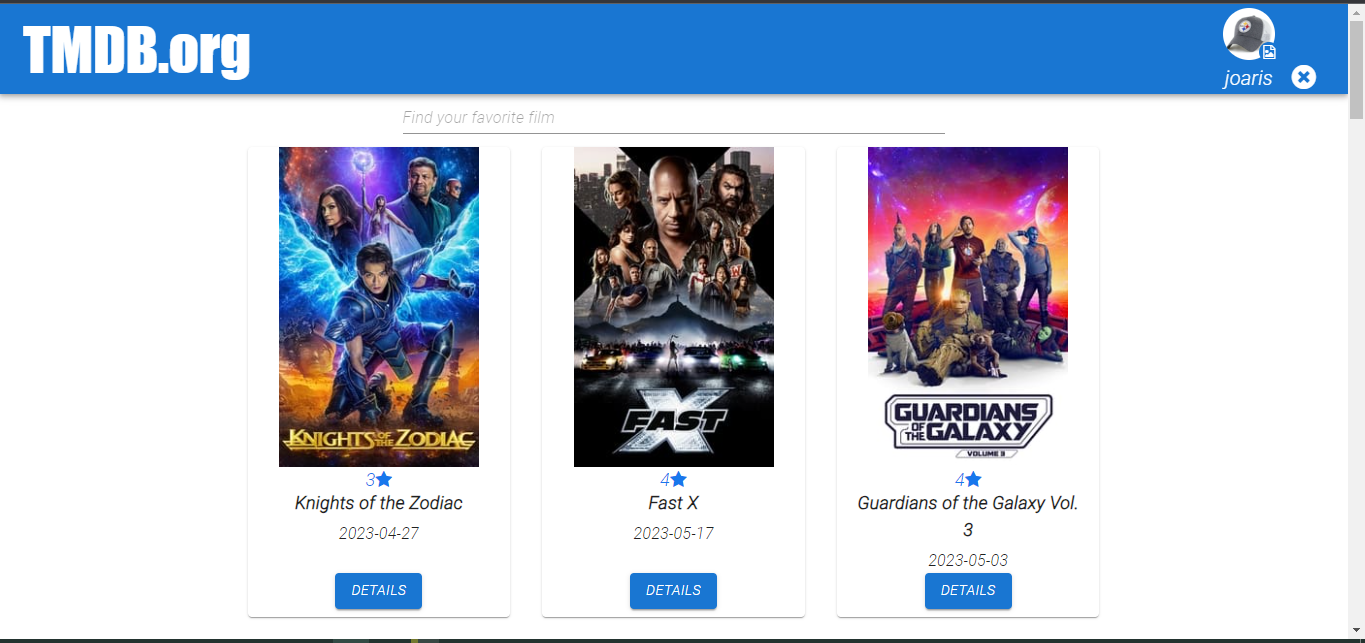 TMDB.org
joaris
Find your favorite film
KNIGHTS OF THE ZODIAC
FAST X
GUARDIANS
OF THE GALAXY
VOLUME 3
3
Knights of the Zodiac
2023-04-27
DETAILS
4
Fast X
2023-05-17
DETAILS
4
Guardians of the Galaxy Vol.
3
2023-05-03
DETAILS